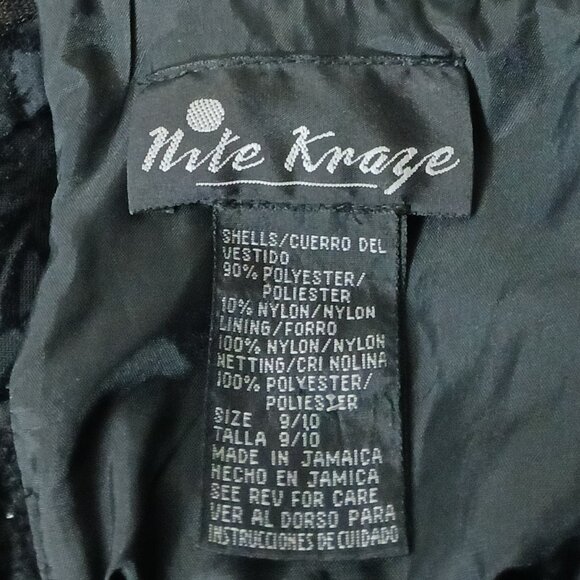 Nite Kraze
SHELLS/CUERRO DEL
VESTIDO
90% POLYESTER/
POLIESTER
10% NYLON/NYLON
LINING/FORRO
100% NYLON/NYLON
NETTING/CRI NOLINA
100% POLYESTER/
POLIESTER
SIZE 9/10
TALLA 9/10
MADE IN JAMAICA
HECHO EN JAMICA
SEE REV FOR CARE
VER AL DORSO PARA
INSTRUCCIONES DE CUIDADO